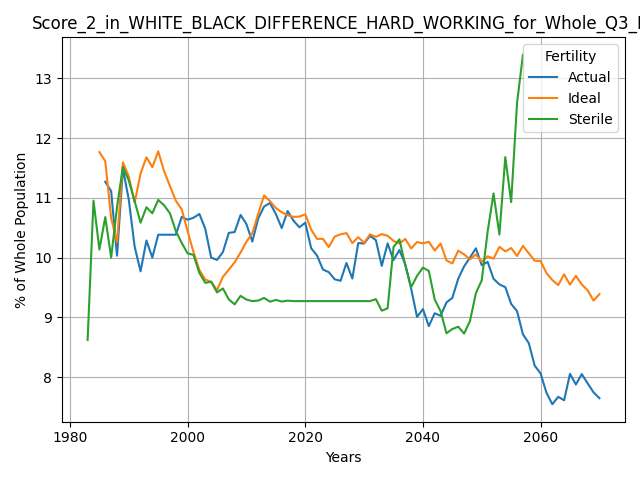 Score_2_in_WHITE_BLACK_DIFFERENCE_HARD_WORKING_for_Whole_Q3_
Fertility
Actual
Ideal
Sterile
% of Whole Population
13
12
11
10
9
8
1980
2000
2020
2040
2060
Years